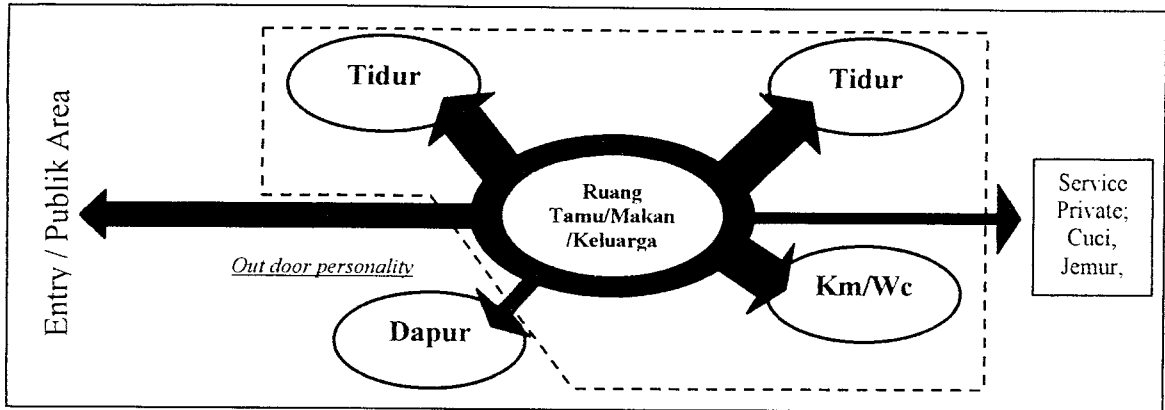 Entry / Publik Area
Tidur
Tidur
Ruang
Tamu/Makan
/Keluarga
Service
Private;
Cuci,
Jemur,
Out door personality
Km/Wc
Dapur